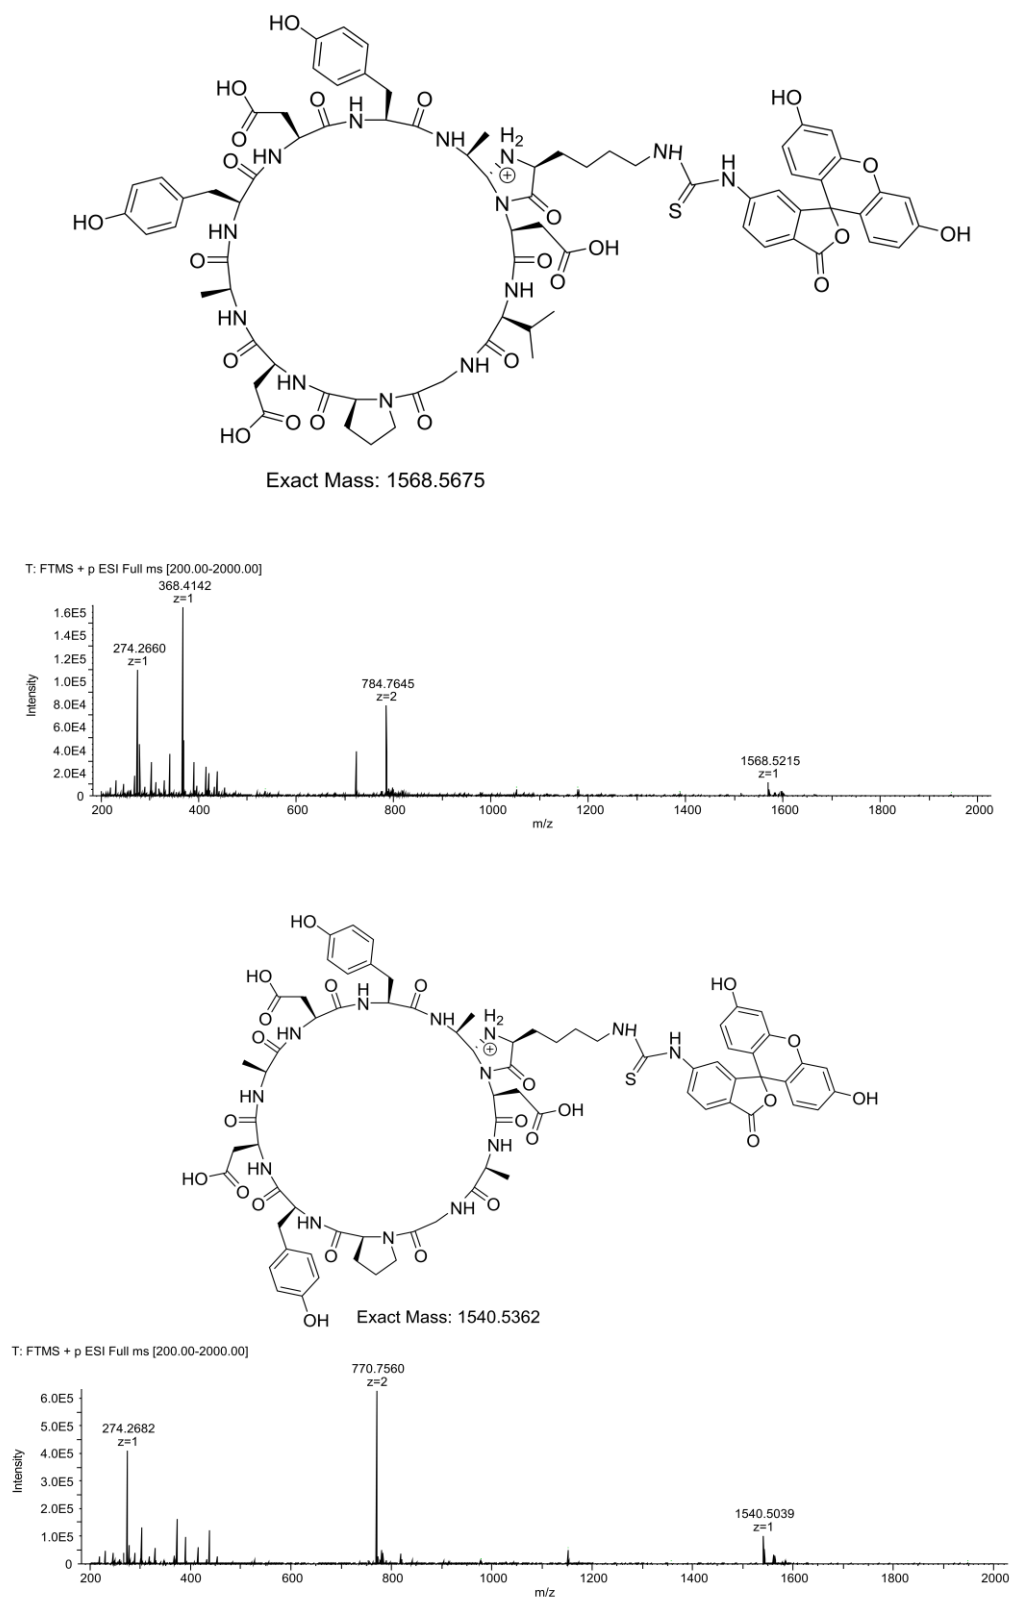 HO
HO
O
O
H
N
O
O
NH
H2
N
+
NH
S
H
N
HO
O
OH
O
O
HN
O
HO
HN
N
O
O
OH
O
O
NH
O
HN
O
HN
O
NH
O
N
O
O
HO
Exact Mass: 1568.5675
T: FTMS + p ESI Full ms [200.00-2000.00]
368.4142
z=1
274.2660
z=1
784.7645
z=2
1568.5215
z=1
1.6E5
1.4E5
1.2E5
1.0E5
8.0E4
6.0E4
4.0E4
2.0E4
0
Intensity
200 400 600 800 1000 1200 1400 1600 1800 2000
m/z
HO
HO
O
O
H
N
O
NH
H2
N
+
NH
S
H
N
HO
O
OH
O
O
HN
O
HN
N
O
O
OH
O
O
HO
O
HN
O
NH
O
NH
O
HN
O
N
O
OH
Exact Mass: 1540.5362
T: FTMS + p ESI Full ms [200.00-2000.00]
770.7560
z=2
274.2682
z=1
1540.5039
z=1
6.0E5
5.0E5
4.0E5
3.0E5
2.0E5
1.0E5
0
Intensity
200 400 600 800 1000 1200 1400 1600 1800 2000
m/z